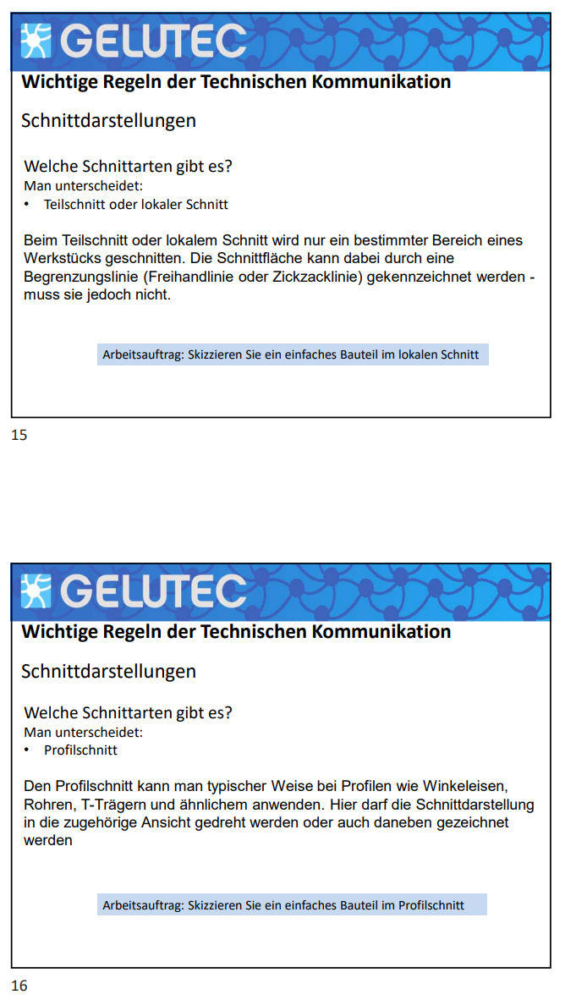 GELUTEC
Wichtige Regeln der Technischen Kommunikation
Schnittdarstellungen
Welche Schnittarten gibt es?
Man unterscheidet:
• Teilschnitt oder lokaler Schnitt
Beim Teilschnitt oder lokalem Schnitt wird nur ein bestimmter Bereich eines
Werkstücks geschnitten. Die Schnittfläche kann dabei durch eine
Begrenzungslinie (Freihandlinie oder Zickzacklinie) gekennzeichnet werden -
muss sie jedoch nicht.
Arbeitsauftrag: Skizzieren Sie ein einfaches Bauteil im lokalen Schnitt
15
GELUTEC
Wichtige Regeln der Technischen Kommunikation
Schnittdarstellungen
Welche Schnittarten gibt es?
Man unterscheidet:
• Profilschnitt
Den Profilschnitt kann man typischer Weise bei Profilen wie Winkeleisen,
Rohren, T-Trägern und ähnlichem anwenden. Hier darf die Schnittdarstellung
in die zugehörige Ansicht gedreht werden oder auch daneben gezeichnet
werden
Arbeitsauftrag: Skizzieren Sie ein einfaches Bauteil im Profilschnitt
16